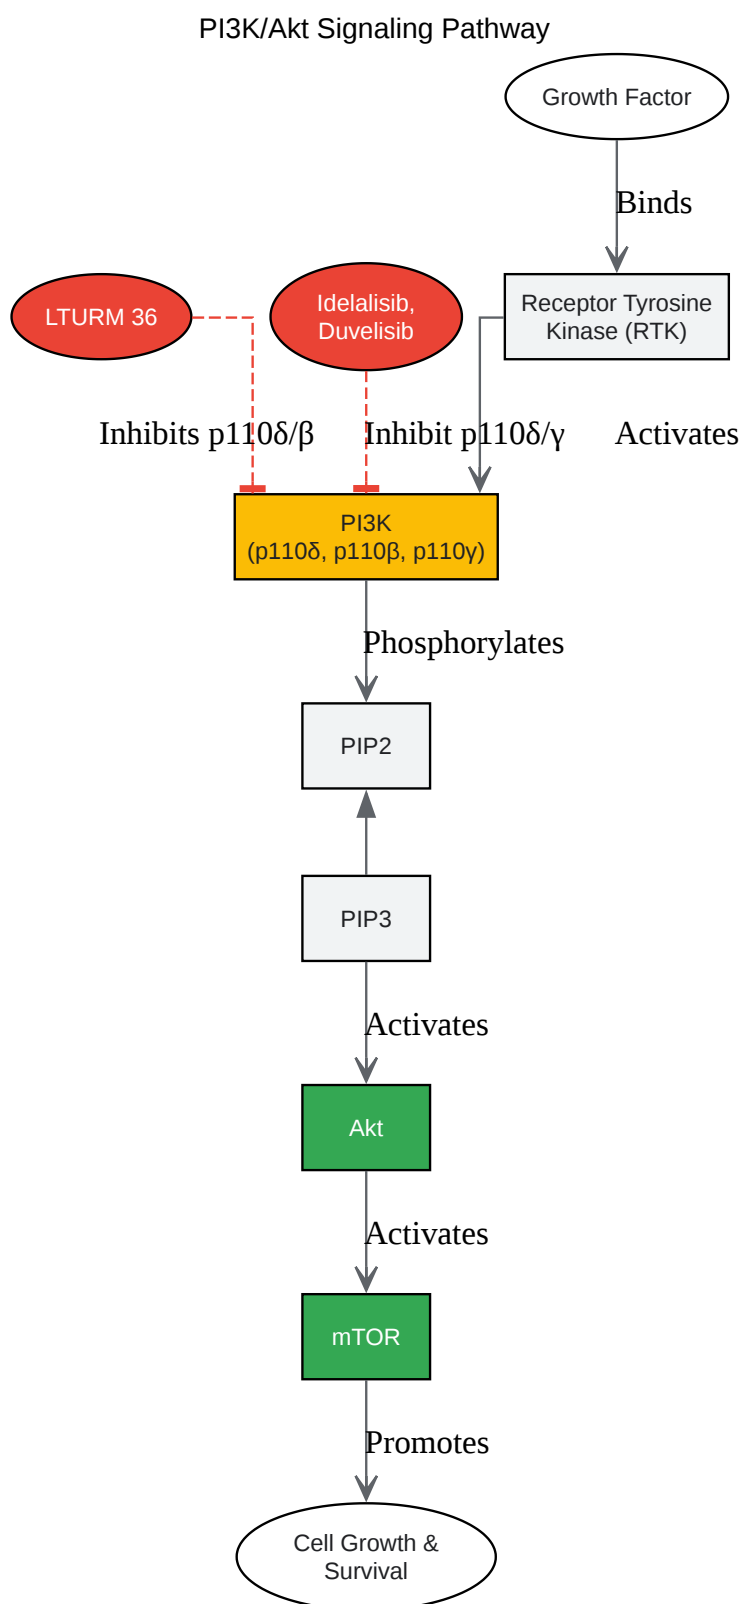 PI3K/Akt Signaling Pathway
Growth Factor
Binds
LTURM 36
Idelalisib,
Duvelisib
Receptor Tyrosine
Kinase (RTK)
Inhibits p110δ/β
Inhibit p110δ/γ
Activates
PI3K
(p110δ, p110β, p110γ)
Phosphorylates
PIP2
PIP3
Activates
Akt
Activates
mTOR
Promotes
Cell Growth &
Survival